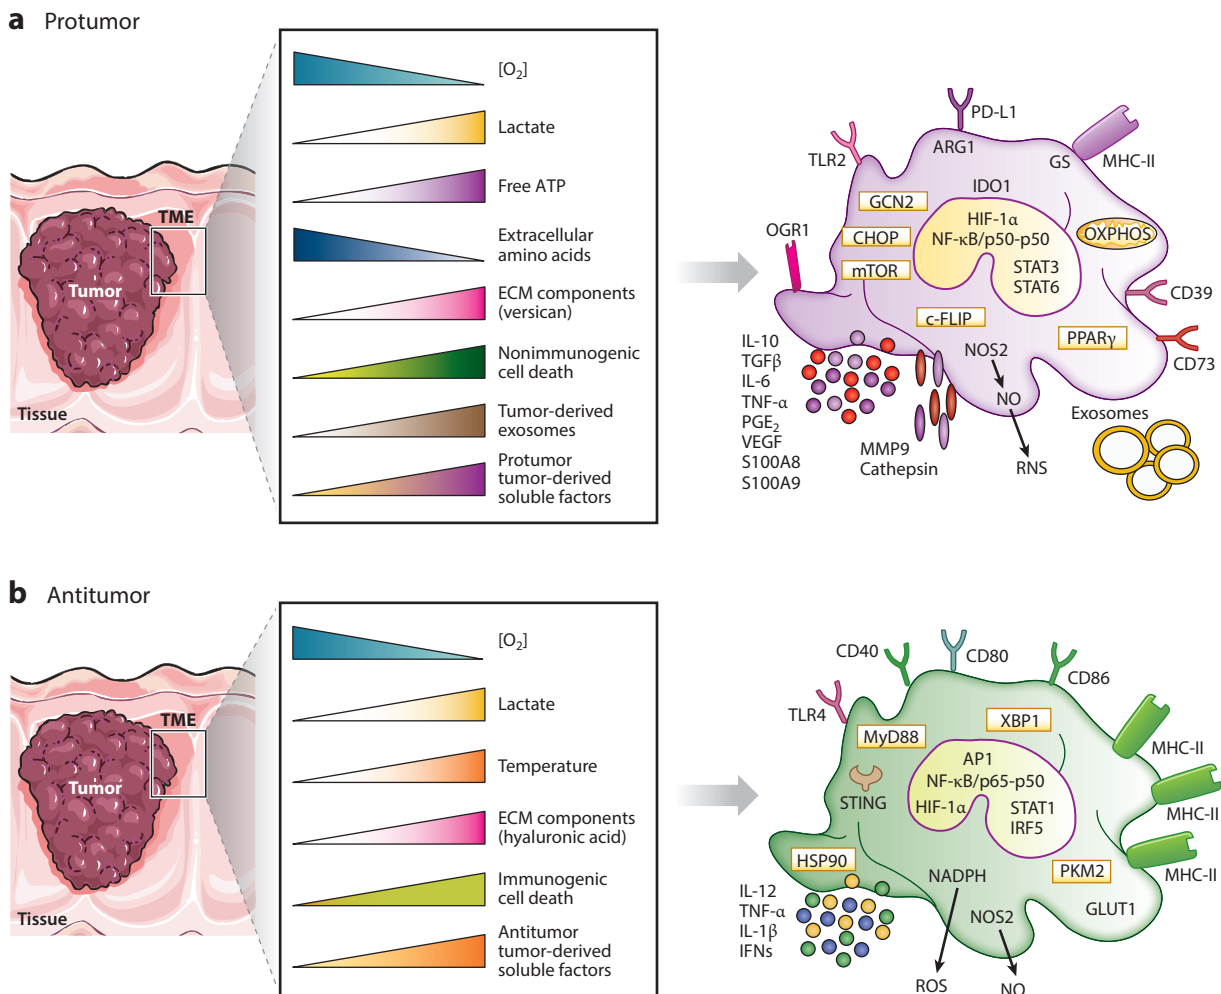 a Protumor
[O₂]
Lactate
Free ATP
Extracellular
amino acids
ECM components
(versican)
Nonimmunogenic
cell death
Tumor-derived
exosomes
Protumor
tumor-derived
soluble factors
TME
Tumor
Tissue
PD-L1
TLR2
ARG1
GS
MHC-II
IDO1
GCN2
HIF-1α
NF-κB/p50-p50
OGR1
CHOP
OXPHOS
mTOR
STAT3
STAT6
CD39
c-FLIP
PPARγ
CD73
NOS2
NO
RNS
IL-10
TGFβ
IL-6
TNF-α
PGE₂
VEGF
S100A8
S100A9
MMP9
Cathepsin
Exosomes
b Antitumor
[O₂]
Lactate
Temperature
ECM components
(hyaluronic acid)
Immunogenic
cell death
Antitumor
tumor-derived
soluble factors
TME
Tumor
Tissue
CD40
CD80
CD86
TLR4
MyD88
XBP1
MHC-II
AP1
NF-κB/p65-p50
HIF-1α
STAT1
IRF5
STING
MHC-II
HSP90
PKM2
MHC-II
NADPH
NOS2
GLUT1
IL-12
TNF-α
IL-1β
IFNs
ROS
NO